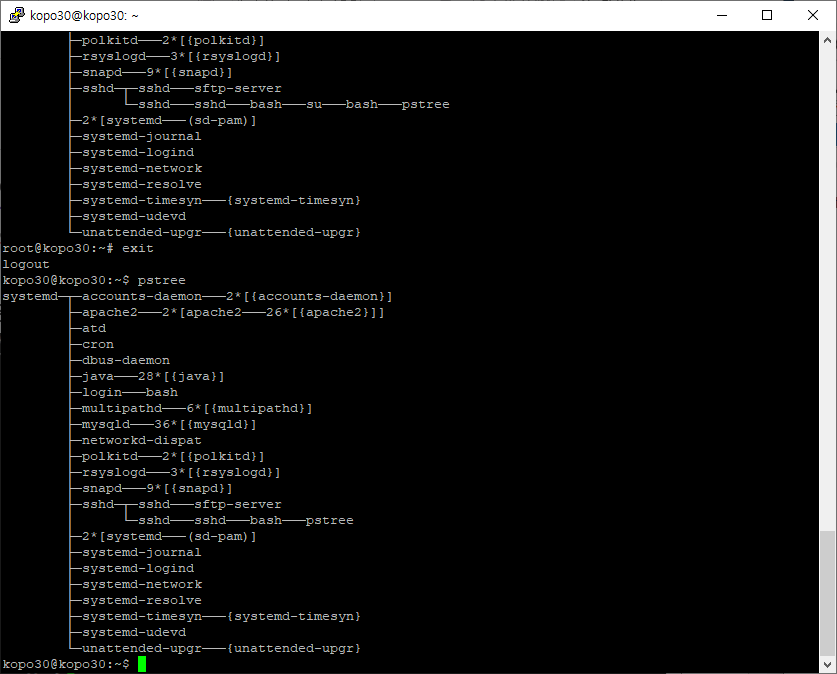 kopo30@kopo30: ~
├─polkitd───2*[{polkitd}]
├─rsyslogd───3*[{rsyslogd}]
├─snapd───9*[{snapd}]
├─sshd─┬─sshd───sftp-server
│      └─sshd───sshd───bash───su───bash───pstree
├─2*[systemd───(sd-pam)]
├─systemd-journal
├─systemd-logind
├─systemd-network
├─systemd-resolve
├─systemd-timesyn───{systemd-timesyn}
├─systemd-udevd
└─unattended-upgr───{unattended-upgr}
root@kopo30:~# exit
logout
kopo30@kopo30:~$ pstree
systemd─┬─accounts-daemon───2*[{accounts-daemon}]
├─apache2───2*[apache2───26*[{apache2}]]
├─atd
├─cron
├─dbus-daemon
├─java───28*[{java}]
├─login───bash
├─multipathd───6*[{multipathd}]
├─mysqld───36*[{mysqld}]
├─networkd-dispat
├─polkitd───2*[{polkitd}]
├─rsyslogd───3*[{rsyslogd}]
├─snapd───9*[{snapd}]
├─sshd─┬─sshd───sftp-server
│      └─sshd───sshd───bash───pstree
├─2*[systemd───(sd-pam)]
├─systemd-journal
├─systemd-logind
├─systemd-network
├─systemd-resolve
├─systemd-timesyn───{systemd-timesyn}
├─systemd-udevd
└─unattended-upgr───{unattended-upgr}
kopo30@kopo30:~$